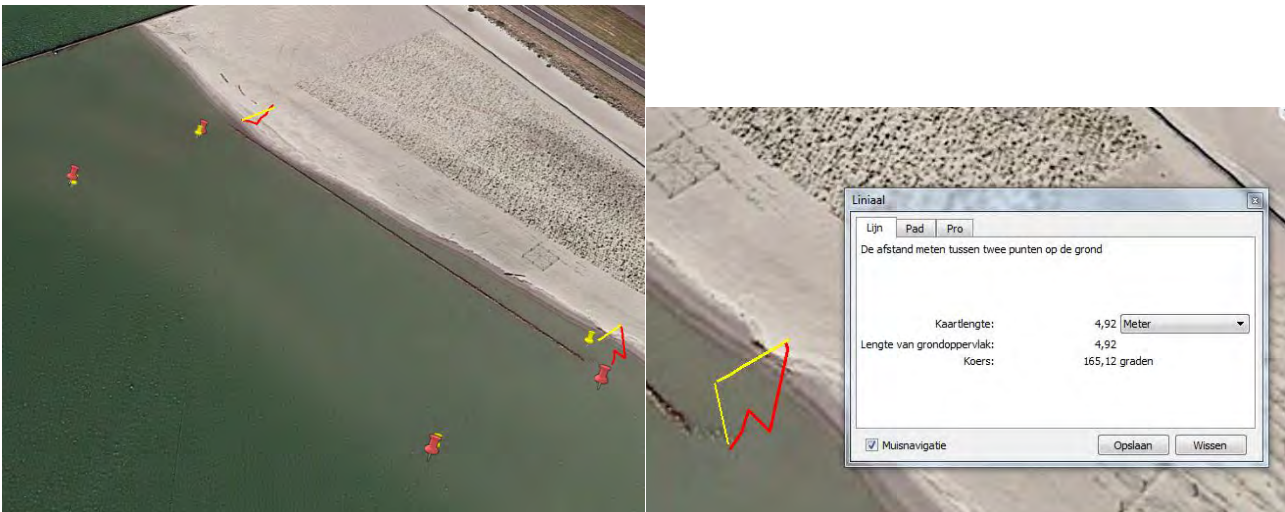 Liniaal
Lijn Pad Pro
De afstand meten tussen twee punten op de grond
Kaartlengte: 4,92 Meter
Lengte van grondoppervlak: 4,92
Koers: 165,12 graden
Muisnavigatie Opslaan Wissen